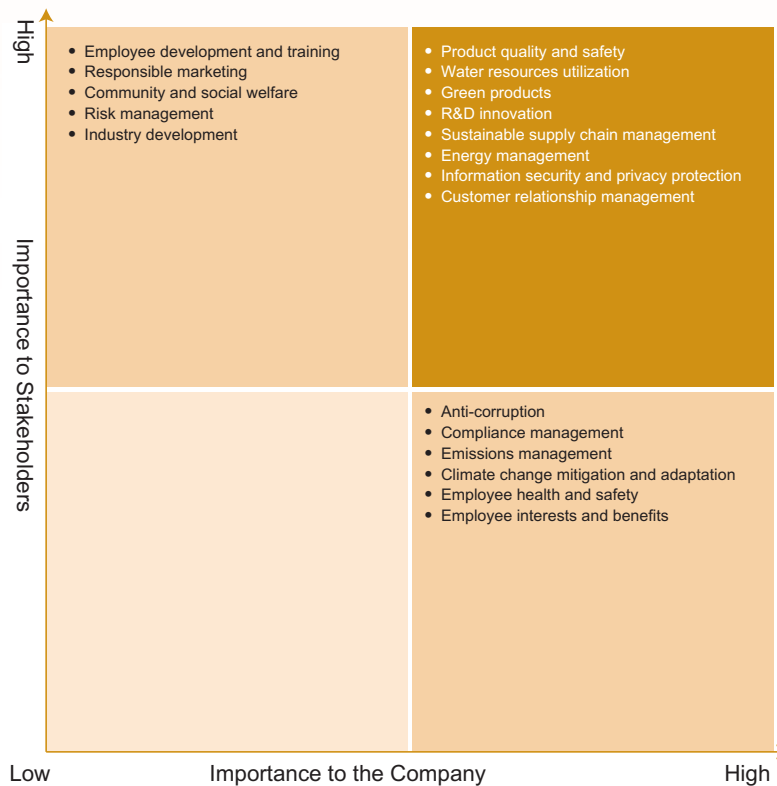 High
• Employee development and training
• Responsible marketing
• Community and social welfare
• Risk management
• Industry development
• Product quality and safety
• Water resources utilization
• Green products
• R&D innovation
• Sustainable supply chain management
• Energy management
• Information security and privacy protection
• Customer relationship management
Importance to Stakeholders
• Anti-corruption
• Compliance management
• Emissions management
• Climate change mitigation and adaptation
• Employee health and safety
• Employee interests and benefits
Low
Importance to the Company
High